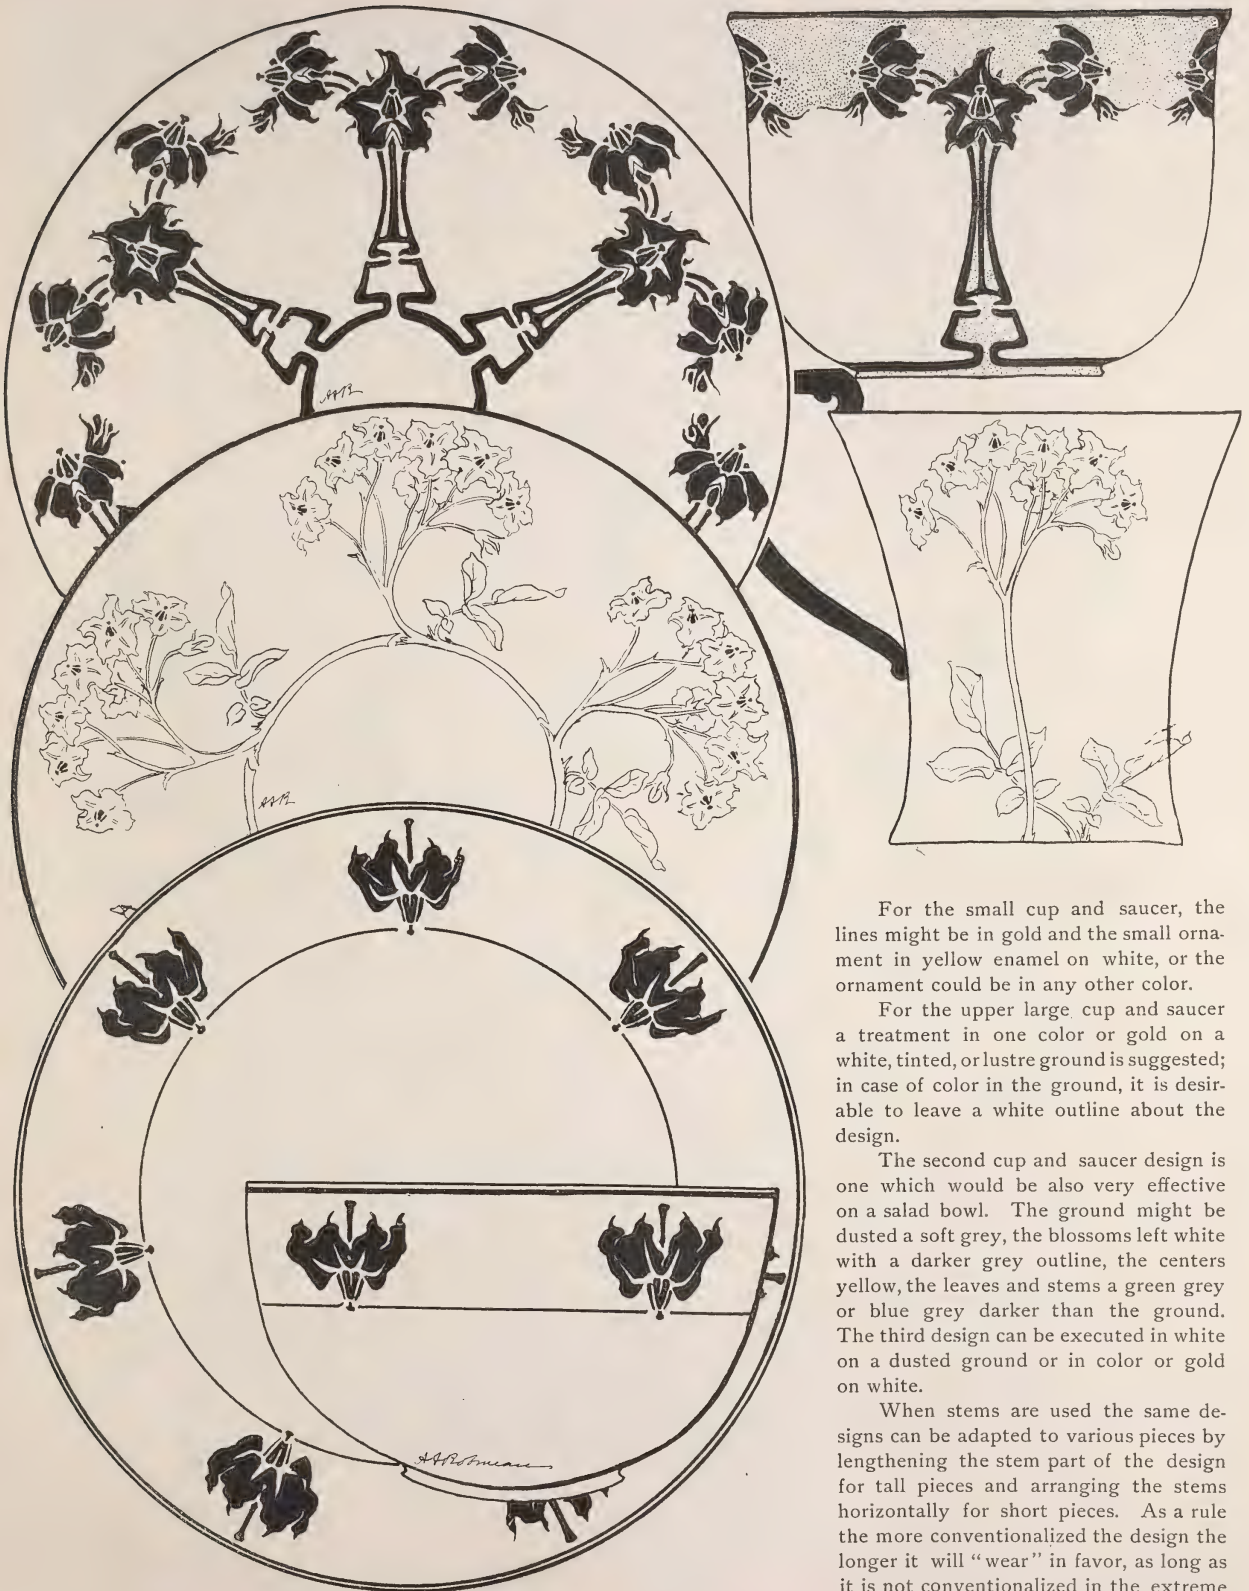 AAR
AAR
AARobineau
For the small cup and saucer, the
lines might be in gold and the small orna-
ment in yellow enamel on white, or the
ornament could be in any other color.
For the upper large cup and saucer
a treatment in one color or gold on a
white, tinted, or lustre ground is suggested;
in case of color in the ground, it is desir-
able to leave a white outline about the
design.
The second cup and saucer design is
one which would be also very effective
on a salad bowl. The ground might be
dusted a soft grey, the blossoms left white
with a darker grey outline, the centers
yellow, the leaves and stems a green grey
or blue grey darker than the ground.
The third design can be executed in white
on a dusted ground or in color or gold
on white.
When stems are used the same de-
signs can be adapted to various pieces by
lengthening the stem part of the design
for tall pieces and arranging the stems
horizontally for short pieces. As a rule
the more conventionalized the design the
longer it will "wear" in favor, as long as
it is not conventionalized in the extreme